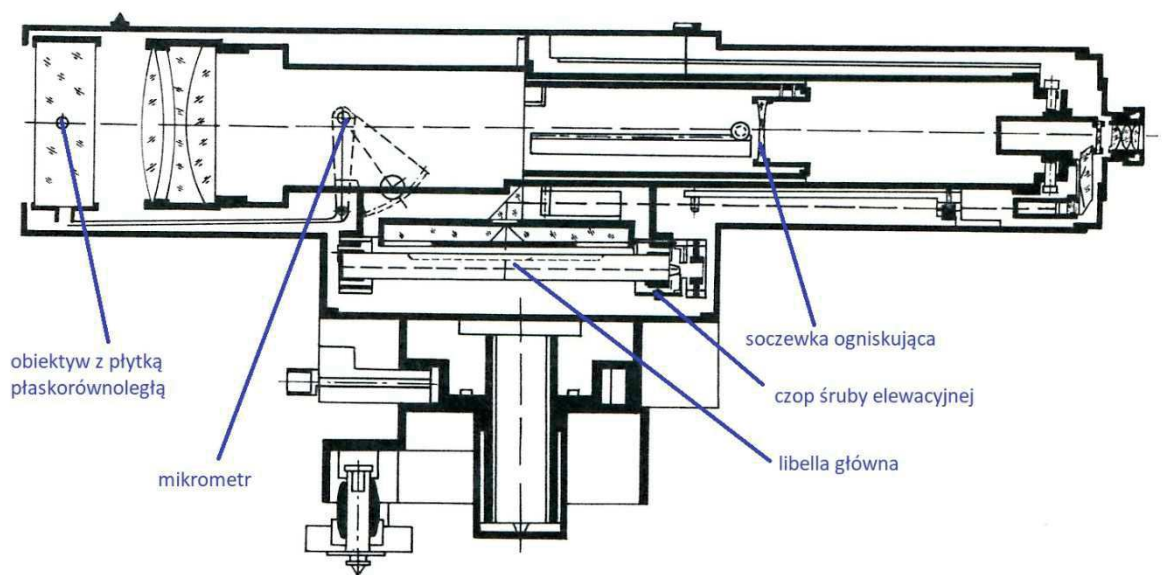 obiektyw z płytką
płaskorównoległą
mikrometr
soczewka ogniskująca
czop śruby elewacyjnej
libella główna